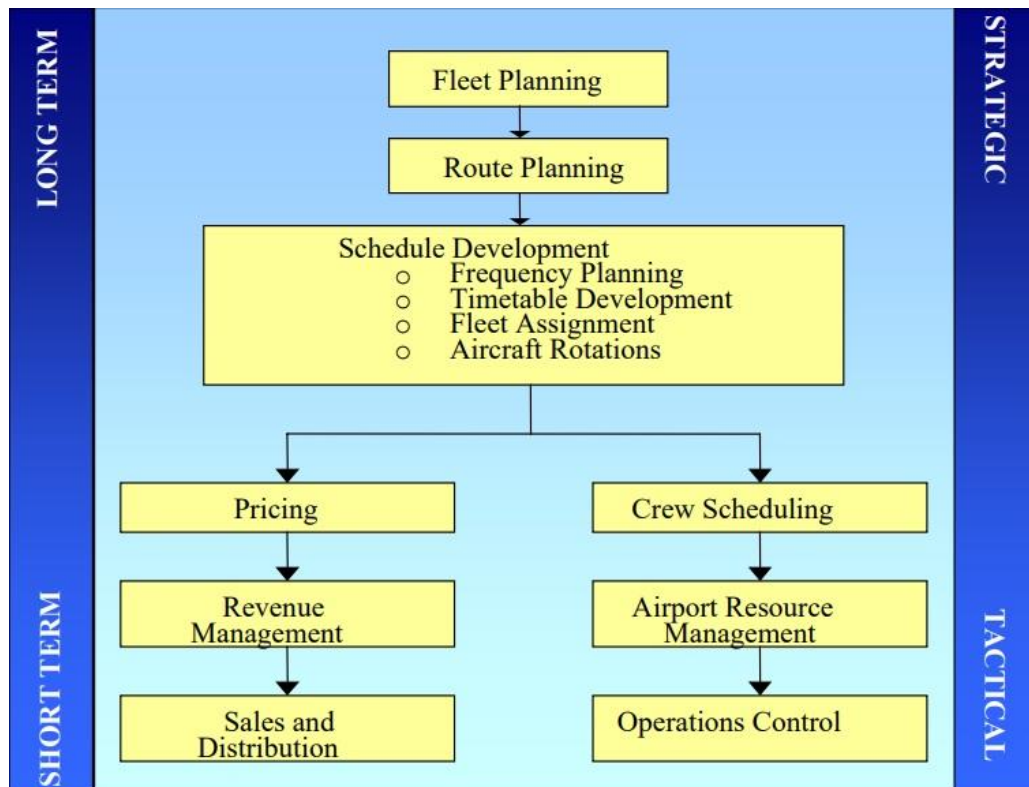 LONG TERM
STRATEGIC
Fleet Planning
Route Planning
Schedule Development
o Frequency Planning
o Timetable Development
o Fleet Assignment
o Aircraft Rotations
Pricing
Crew Scheduling
Revenue
Management
Airport Resource
Management
Sales and
Distribution
Operations Control
SHORT TERM
TACTICAL